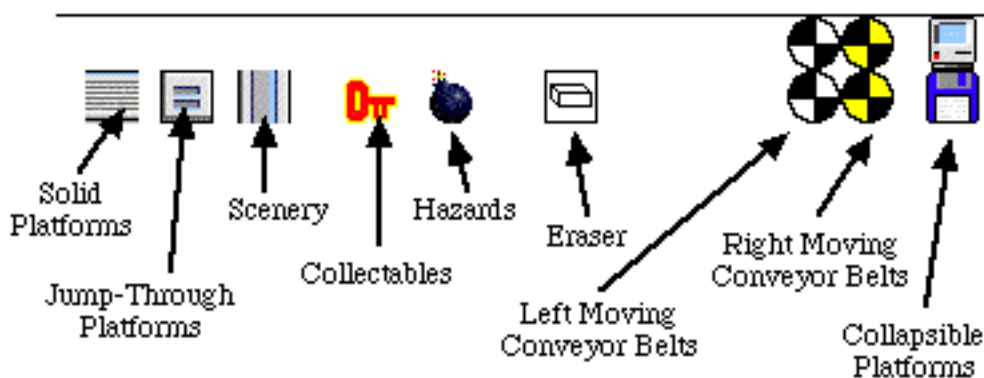 Solid
Platforms
Jump-Through
Platforms
Scenery
Collectables
Hazards
Eraser
Left Moving
Conveyor Belts
Right Moving
Conveyor Belts
Collapsible
Platforms